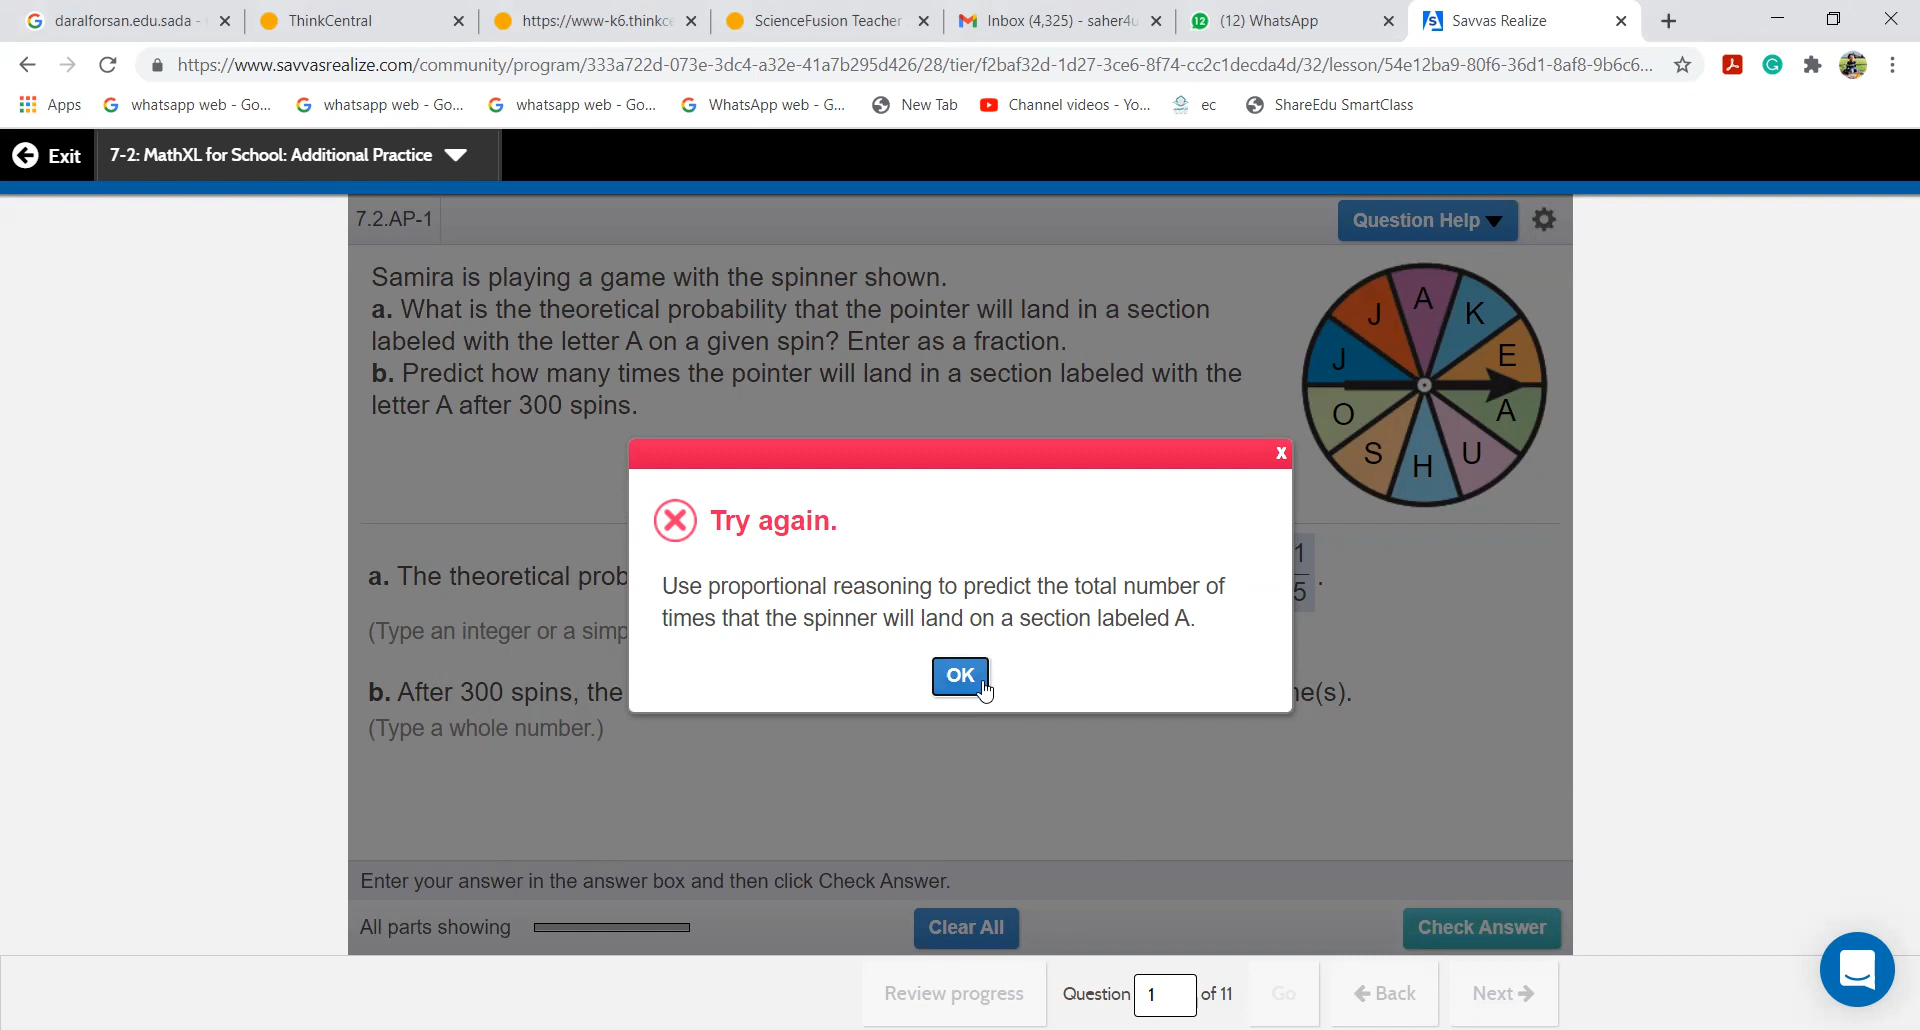 daralforsan.edu.sada -
ThinkCentral
https://www-k6.thinkce
ScienceFusion Teacher
Inbox (4,325) - saher4u
12
(12) WhatsApp
Savvas Realize
https://www.savvasrealize.com/community/program/333a722d-073e-3dc4-a32e-41a7b295d426/28/tier/f2baf32d-1d27-3ce6-8f74-cc2c1decda4d/32/lesson/54e12ba9-80f6-36d1-8af8-9b6c6...
Apps
whatsapp web - Go...
whatsapp web - Go...
whatsapp web - Go...
WhatsApp web - G...
New Tab
Channel videos - Yo...
ec
ShareEdu SmartClass
Exit
7-2: MathXL for School: Additional Practice
7.2.AP-1
Question Help
Samira is playing a game with the spinner shown.
a. What is the theoretical probability that the pointer will land in a section
labeled with the letter A on a given spin? Enter as a fraction.
b. Predict how many times the pointer will land in a section labeled with the
letter A after 300 spins.
A
K
E
A
U
H
S
O
J
J
x
Try again.
Use proportional reasoning to predict the total number of
times that the spinner will land on a section labeled A.
OK
a. The theoretical prob
1
5
.
(Type an integer or a simp
b. After 300 spins, the
e(s).
(Type a whole number.)
Enter your answer in the answer box and then click Check Answer.
All parts showing
Clear All
Check Answer
Review progress
Question 1 of 11
Go
Back
Next